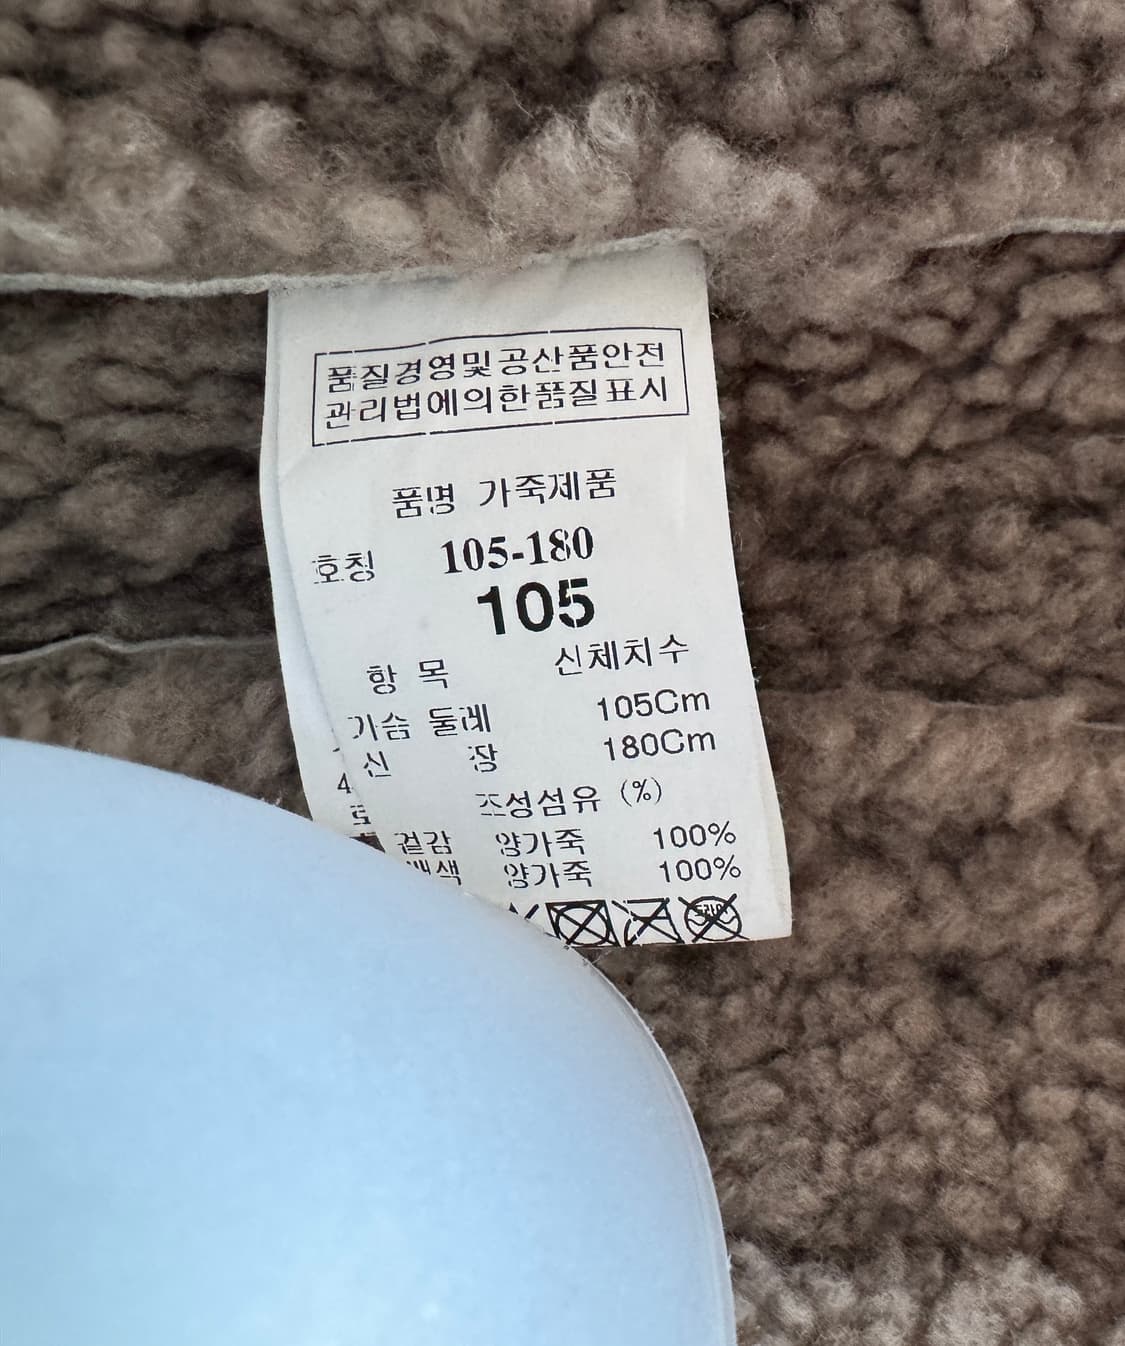 품질경영및공산품안전
관리법에의한품질표시
품명 가죽제품
호칭 105-180
105
항 목 신체치수
가슴 둘레 105Cm
신 장 180Cm
조성섬유 (%)
겉감 양가죽 100%
배색 양가죽 100%